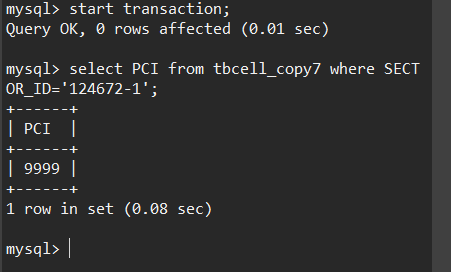 mysql> start transaction;
Query OK, 0 rows affected (0.01 sec)
mysql> select PCI from tbcell_copy7 where SECT
OR_ID='124672-1';
+------+
| PCI  |
+------+
| 9999 |
+------+
1 row in set (0.08 sec)
mysql>